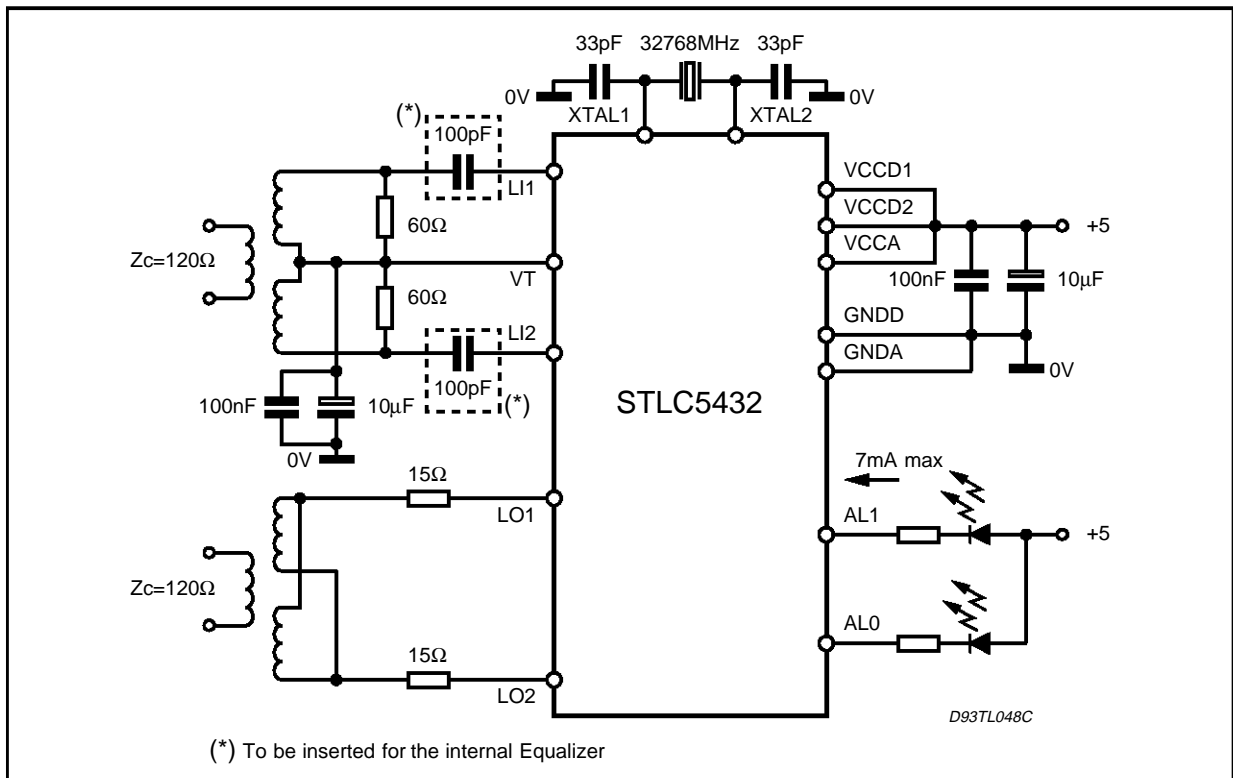 33pF 32768MHz 33pF
0V 0V
XTAL1 XTAL2
(*)
100pF
LI1
60Ω
Zc=120Ω
VT
60Ω
LI2
100pF
(*)
100nF 10µF
0V
15Ω
LO1
Zc=120Ω
15Ω
LO2
STLC5432
VCCD1
VCCD2
+5
VCCA
100nF 10µF
GNDD
GNDA
0V
7mA max
AL1
+5
AL0
D93TL048C
(*) To be inserted for the internal Equalizer